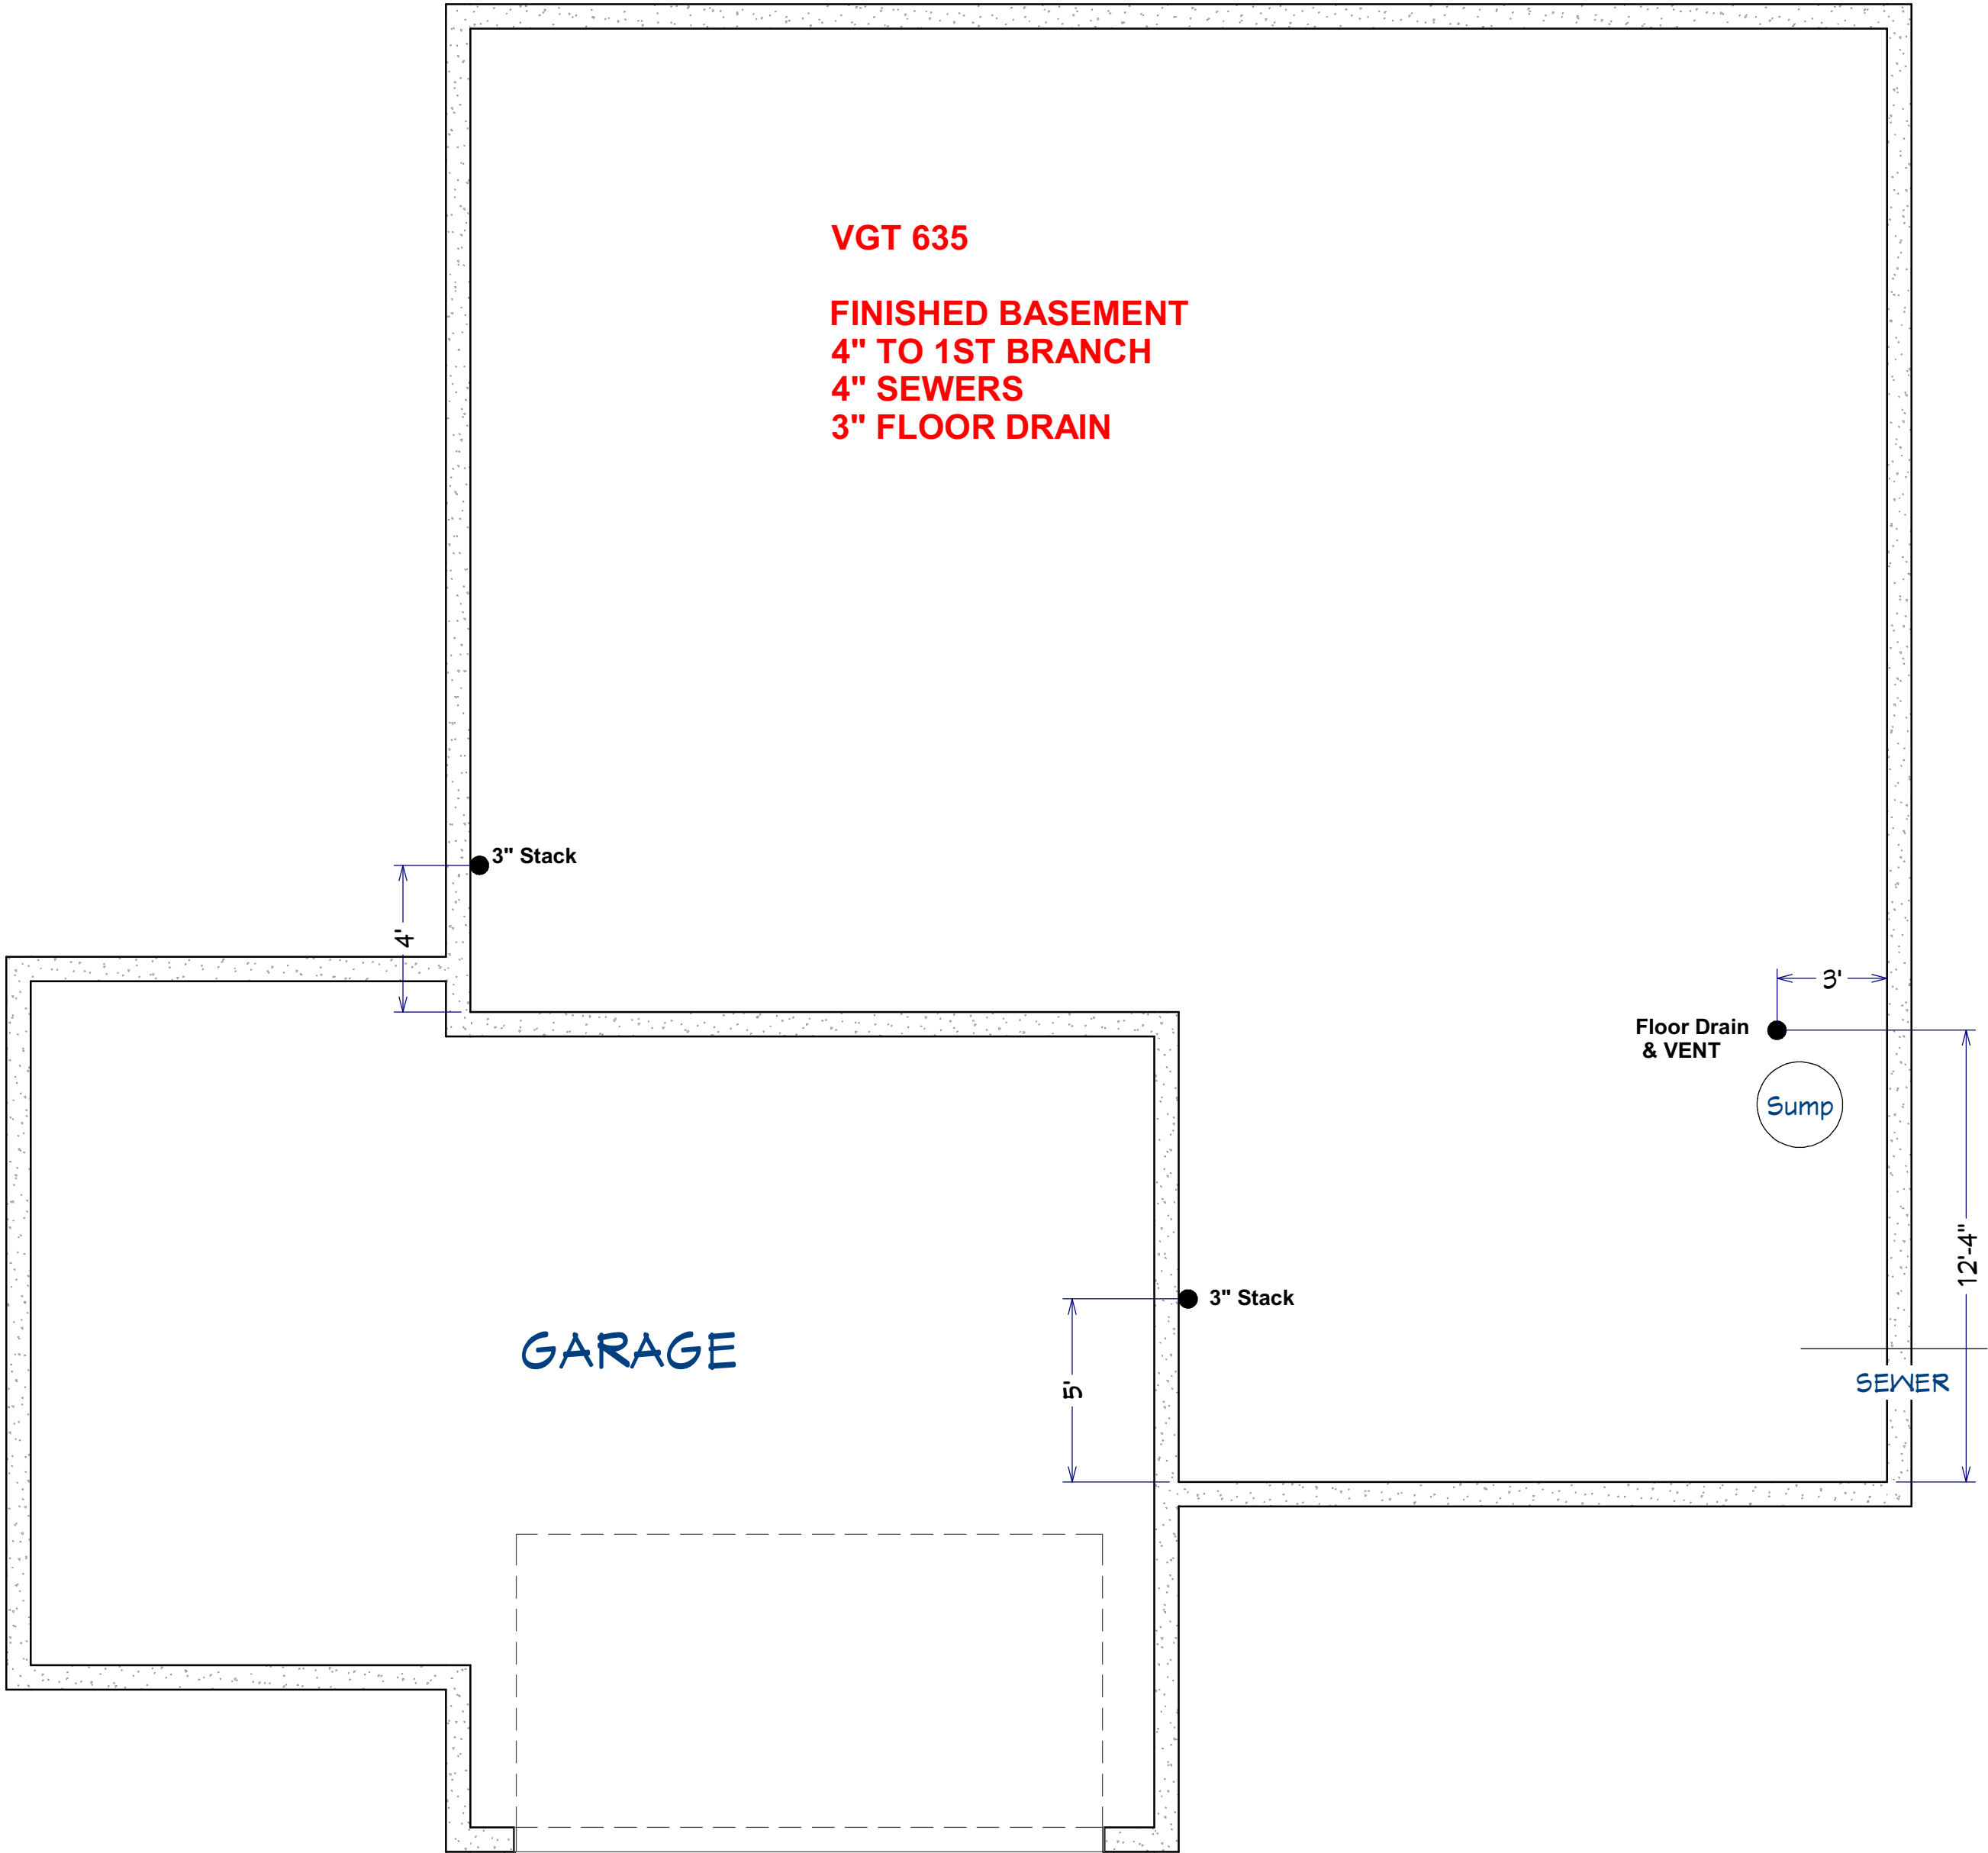 VGT 635
FINISHED BASEMENT
4" TO 1ST BRANCH
4" SEWERS
3" FLOOR DRAIN
3" Stack
4'
3'
Floor Drain
& VENT
Sump
12'-4"
3" Stack
GARAGE
5'
SEWER